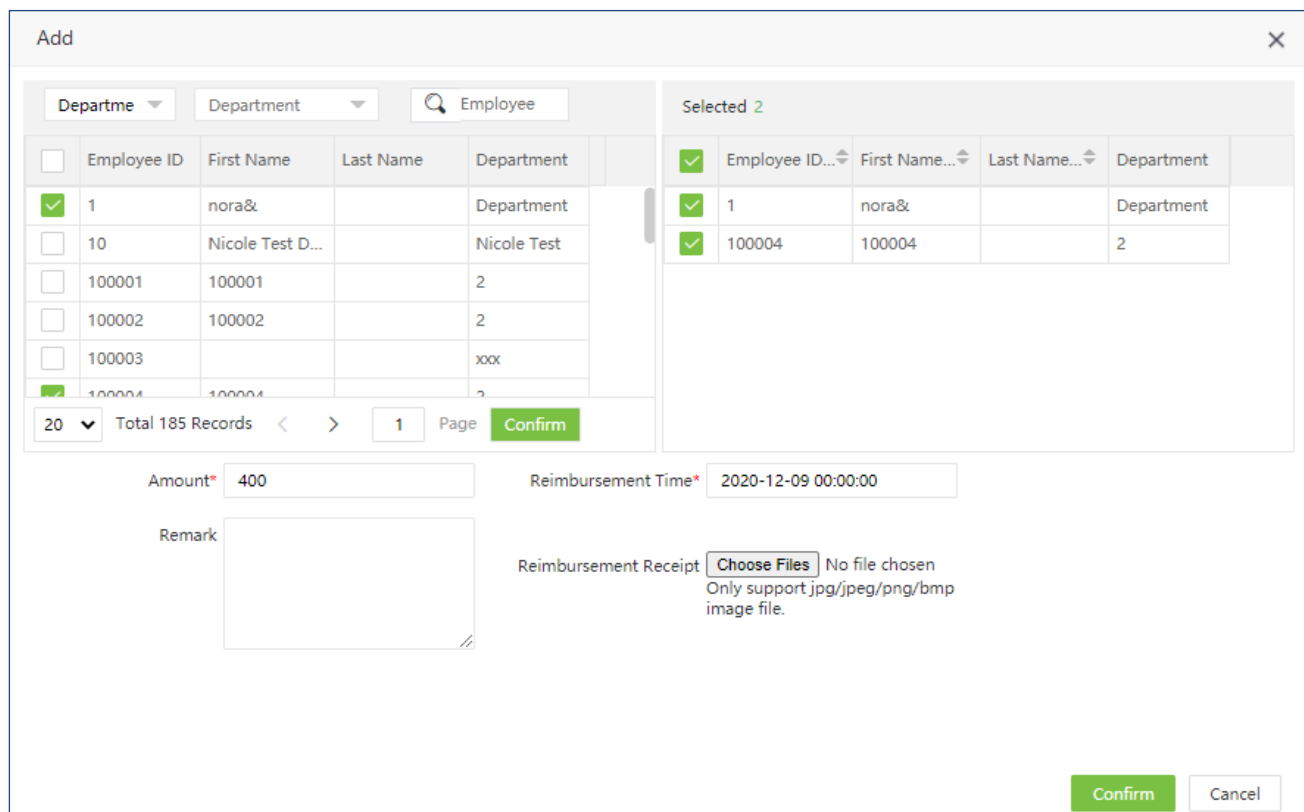 Add
Departme Department Employee
Selected 2
Employee ID First Name Last Name Department
1 nora& Department
10 Nicole Test D... Nicole Test
100001 100001 2
100002 100002 2
100003 xxx
100004 100004 2
20 Total 185 Records < > 1 Page Confirm
Employee ID... First Name... Last Name... Department
1 nora& Department
100004 100004 2
Amount* 400 Reimbursement Time* 2020-12-09 00:00:00
Remark
Reimbursement Receipt Choose Files No file chosen
Only support jpg/jpeg/png/bmp
image file.
Confirm Cancel